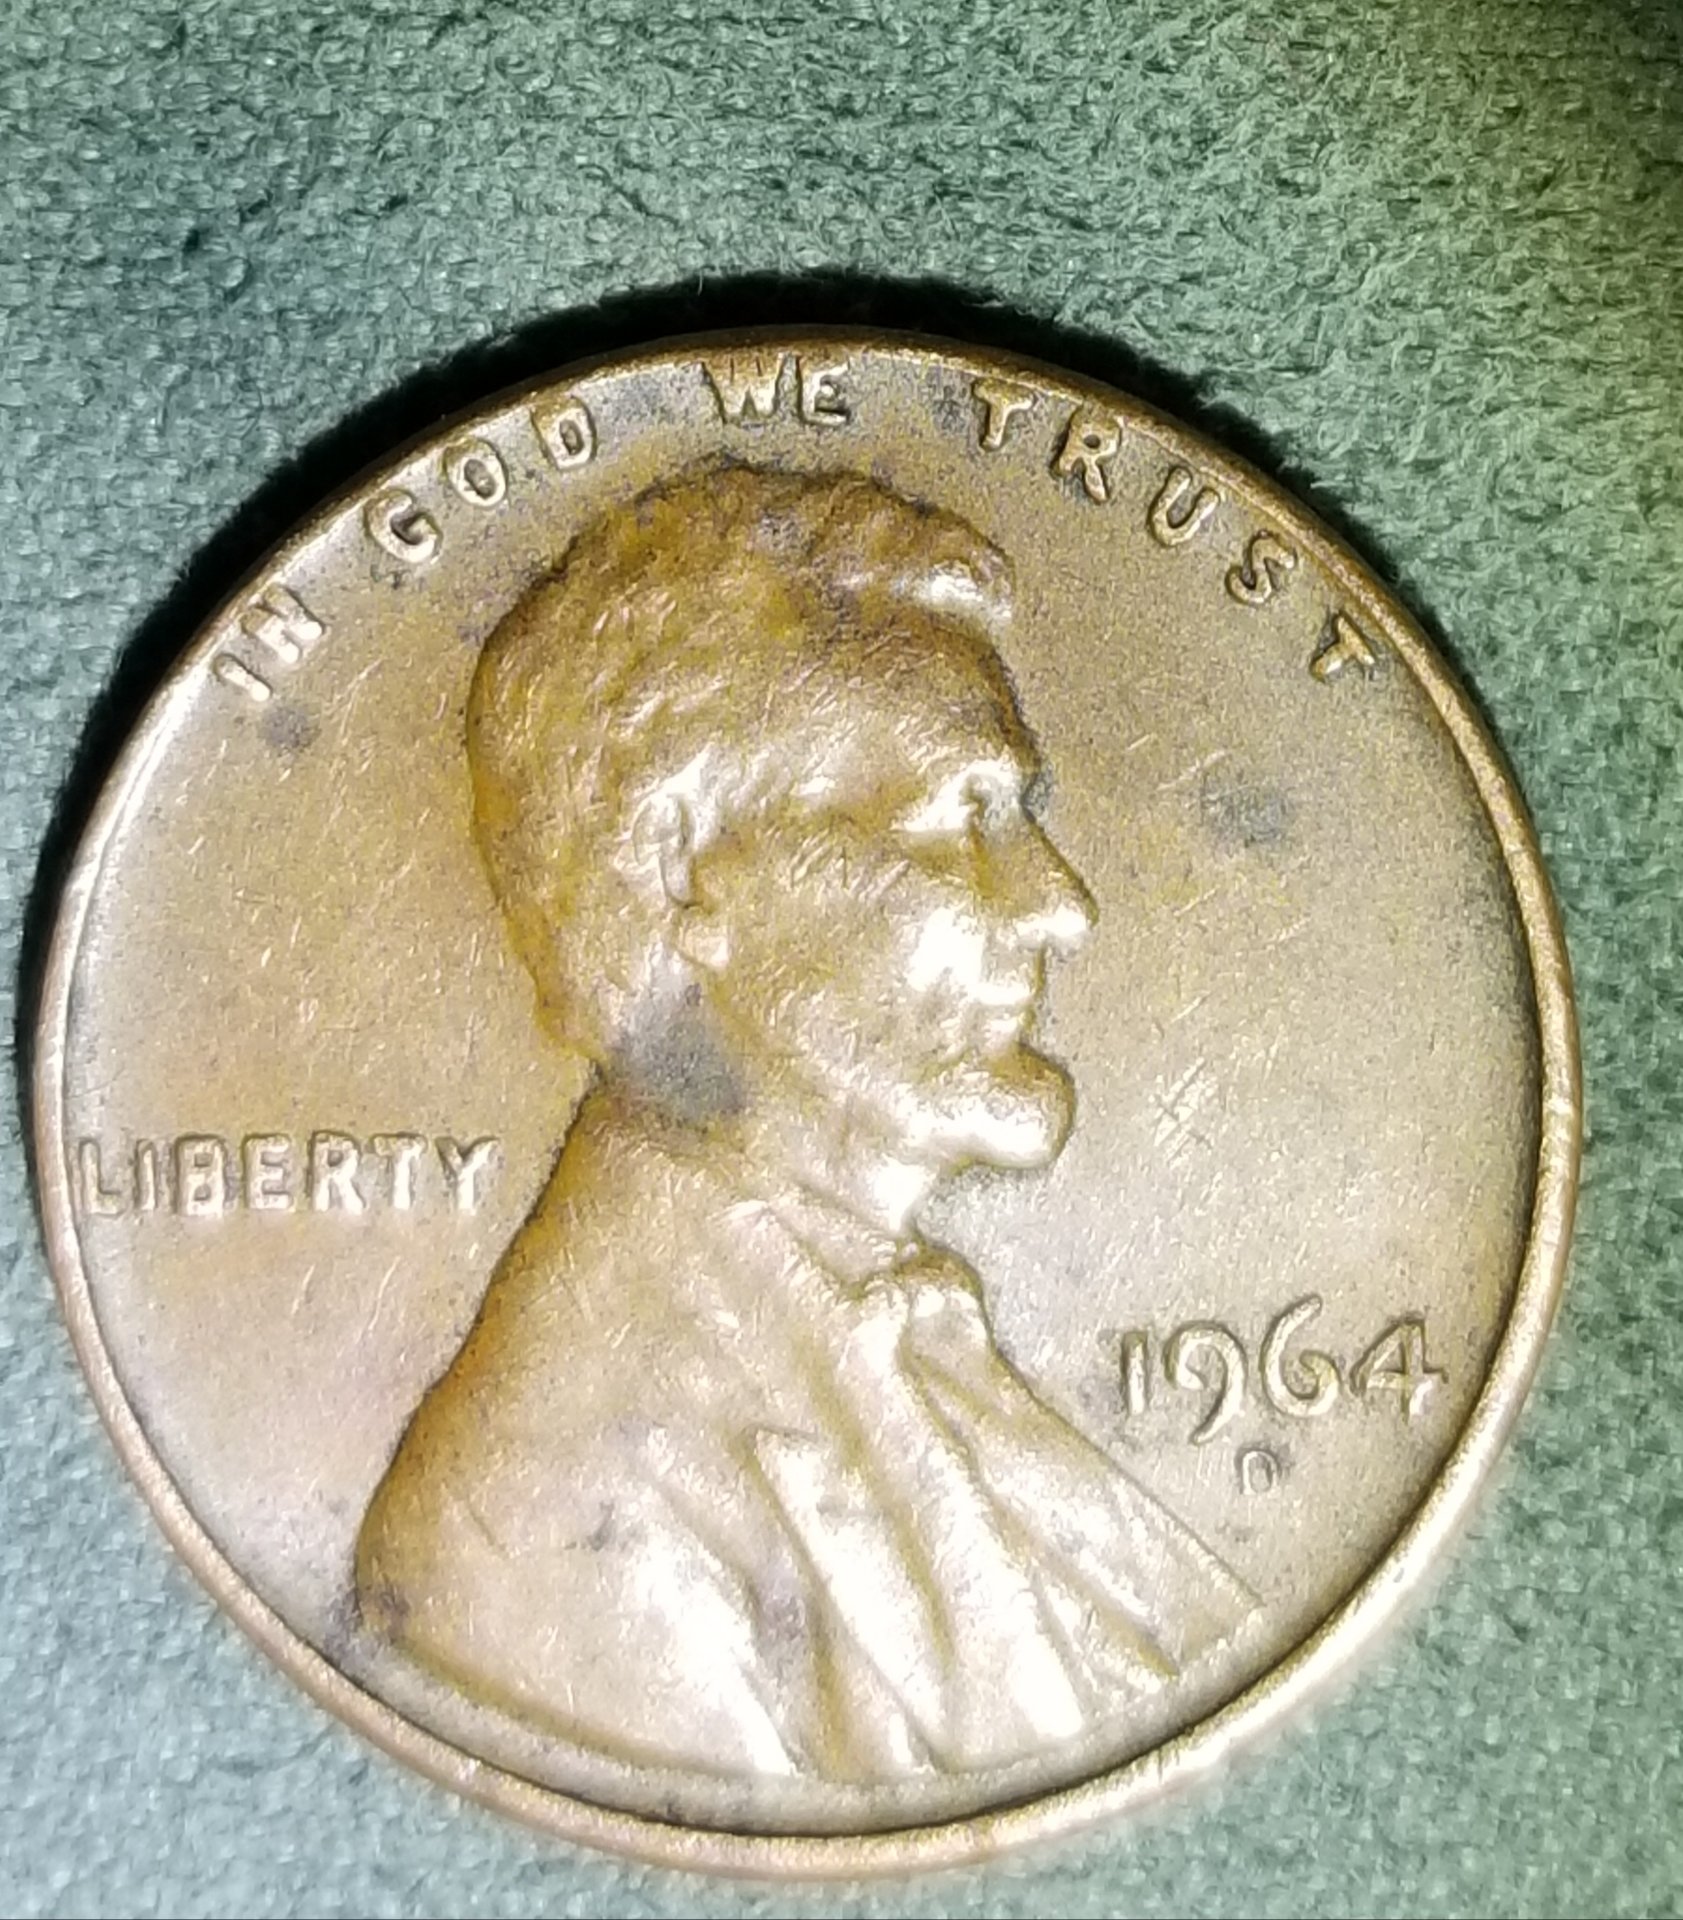 IN GOD WE TRUST
LIBERTY
1964
D